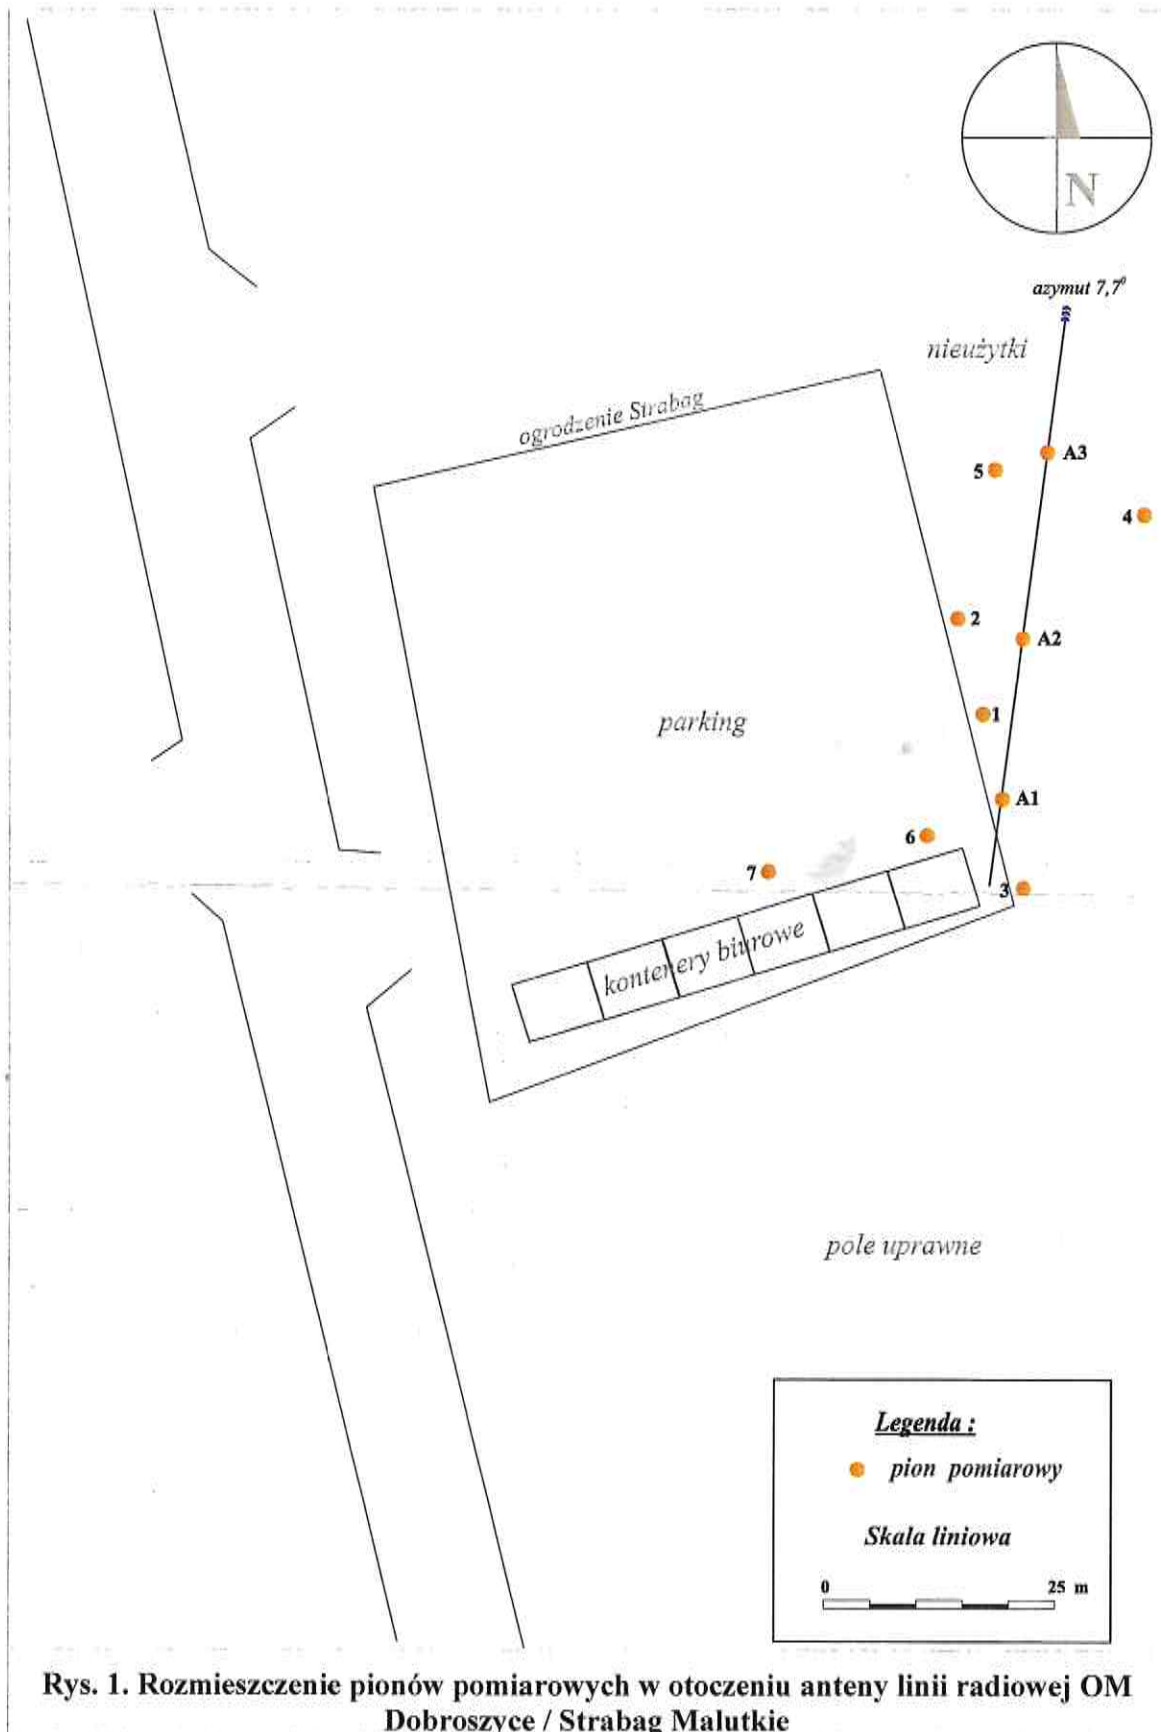 N
azymut 7,7⁰
nieużytki
ogrodzenie Strabag
A3
5
4
2
A2
1
parking
A1
6
7
3
kontenery biurowe
pole uprawne
Legenda :
pion pomiarowy
Skala liniowa
0 25 m
Rys. 1. Rozmieszczenie pionów pomiarowych w otoczeniu anteny linii radiowej OM
Dobroszyce / Strabag Malutkie